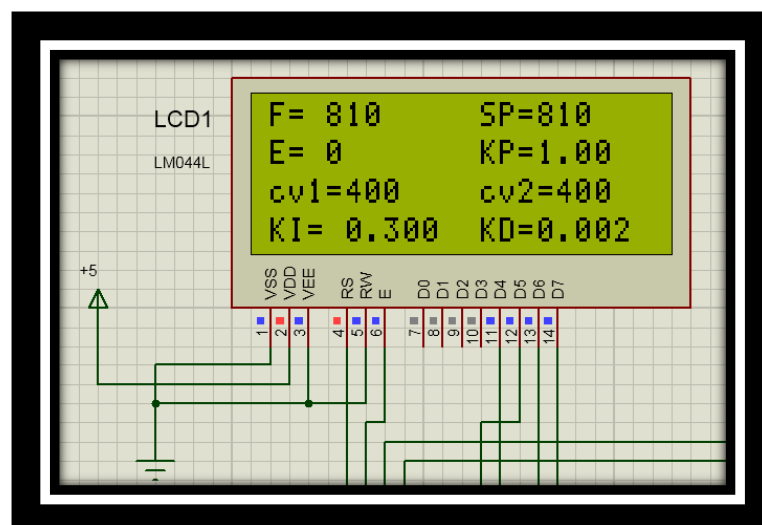 LCD1
LM044L
F= 810 SP=810
E= 0 KP=1.00
cv1=400 cv2=400
KI= 0.300 KD=0.002
+5
VSS VDD VEE RS RW E D0 D1 D2 D3 D4 D5 D6 D7
1 2 3 4 5 6 7 8 9 10 11 12 13 14